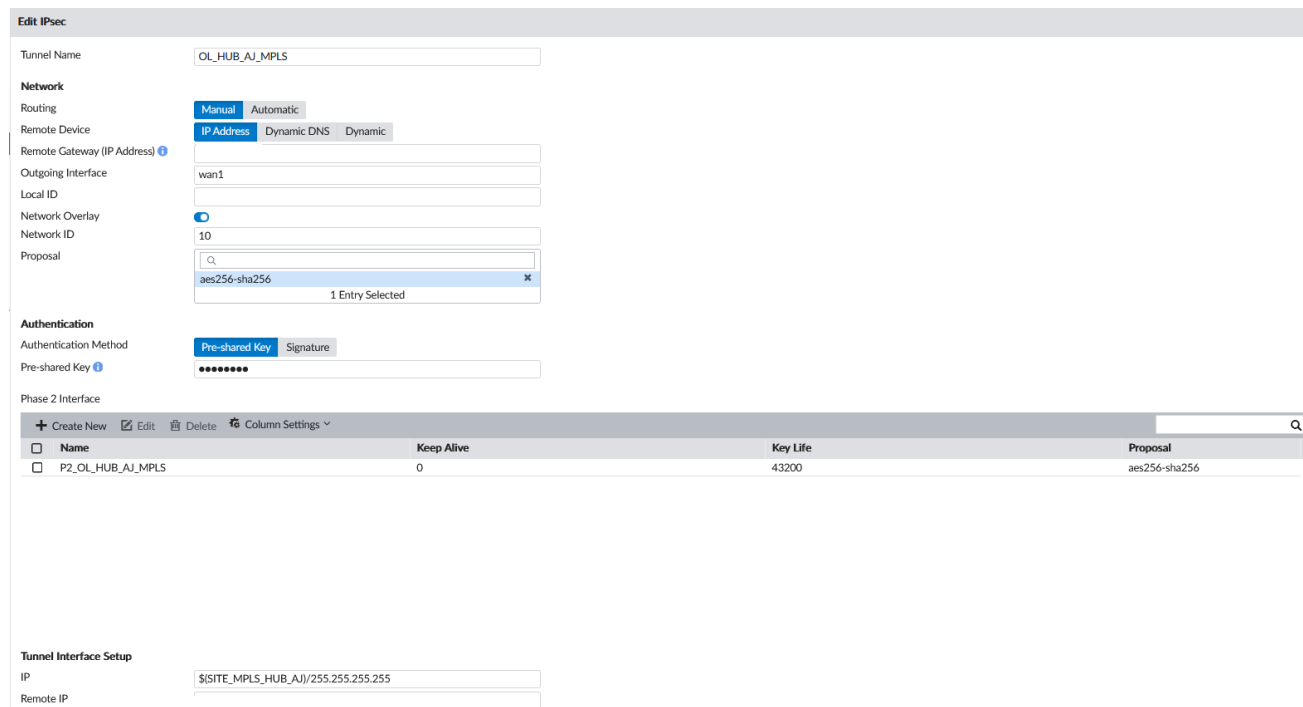 Edit IPsec
Tunnel Name OL_HUB_AJ_MPLS
Network
Routing Manual Automatic
Remote Device IP Address Dynamic DNS Dynamic
Remote Gateway (IP Address)
Outgoing Interface wan1
Local ID
Network Overlay
Network ID 10
Proposal
aes256-sha256
1 Entry Selected
Authentication
Authentication Method Pre-shared Key Signature
Pre-shared Key ●●●●●●●●
Phase 2 Interface
Create New Edit Delete Column Settings
Name Keep Alive Key Life Proposal
P2_OL_HUB_AJ_MPLS 0 43200 aes256-sha256
Tunnel Interface Setup
IP $(SITE_MPLS_HUB_AJ)/255.255.255.255
Remote IP